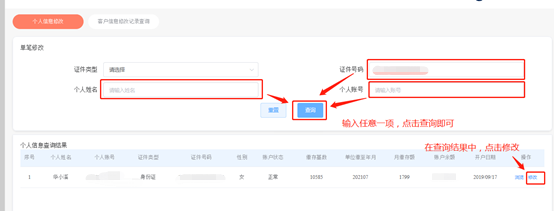 个人信息修改 客户信息修改记录查询
单笔修改
证件类型 请选择 证件号码
个人姓名 请输入姓名 个人账号 请输入账号
重置 查询
输入任意一项，点击查询即可
在查询结果中，点击修改
个人信息查询结果
序号 个人姓名 个人账号 证件类型 证件号码 性别 账户状态 缴存基数 单位缴至年月 月缴存额 账户余额 开户日期 操作
1 毕小溪 身份证 女 正常 10585 202107 1799 2019/09/17 修改